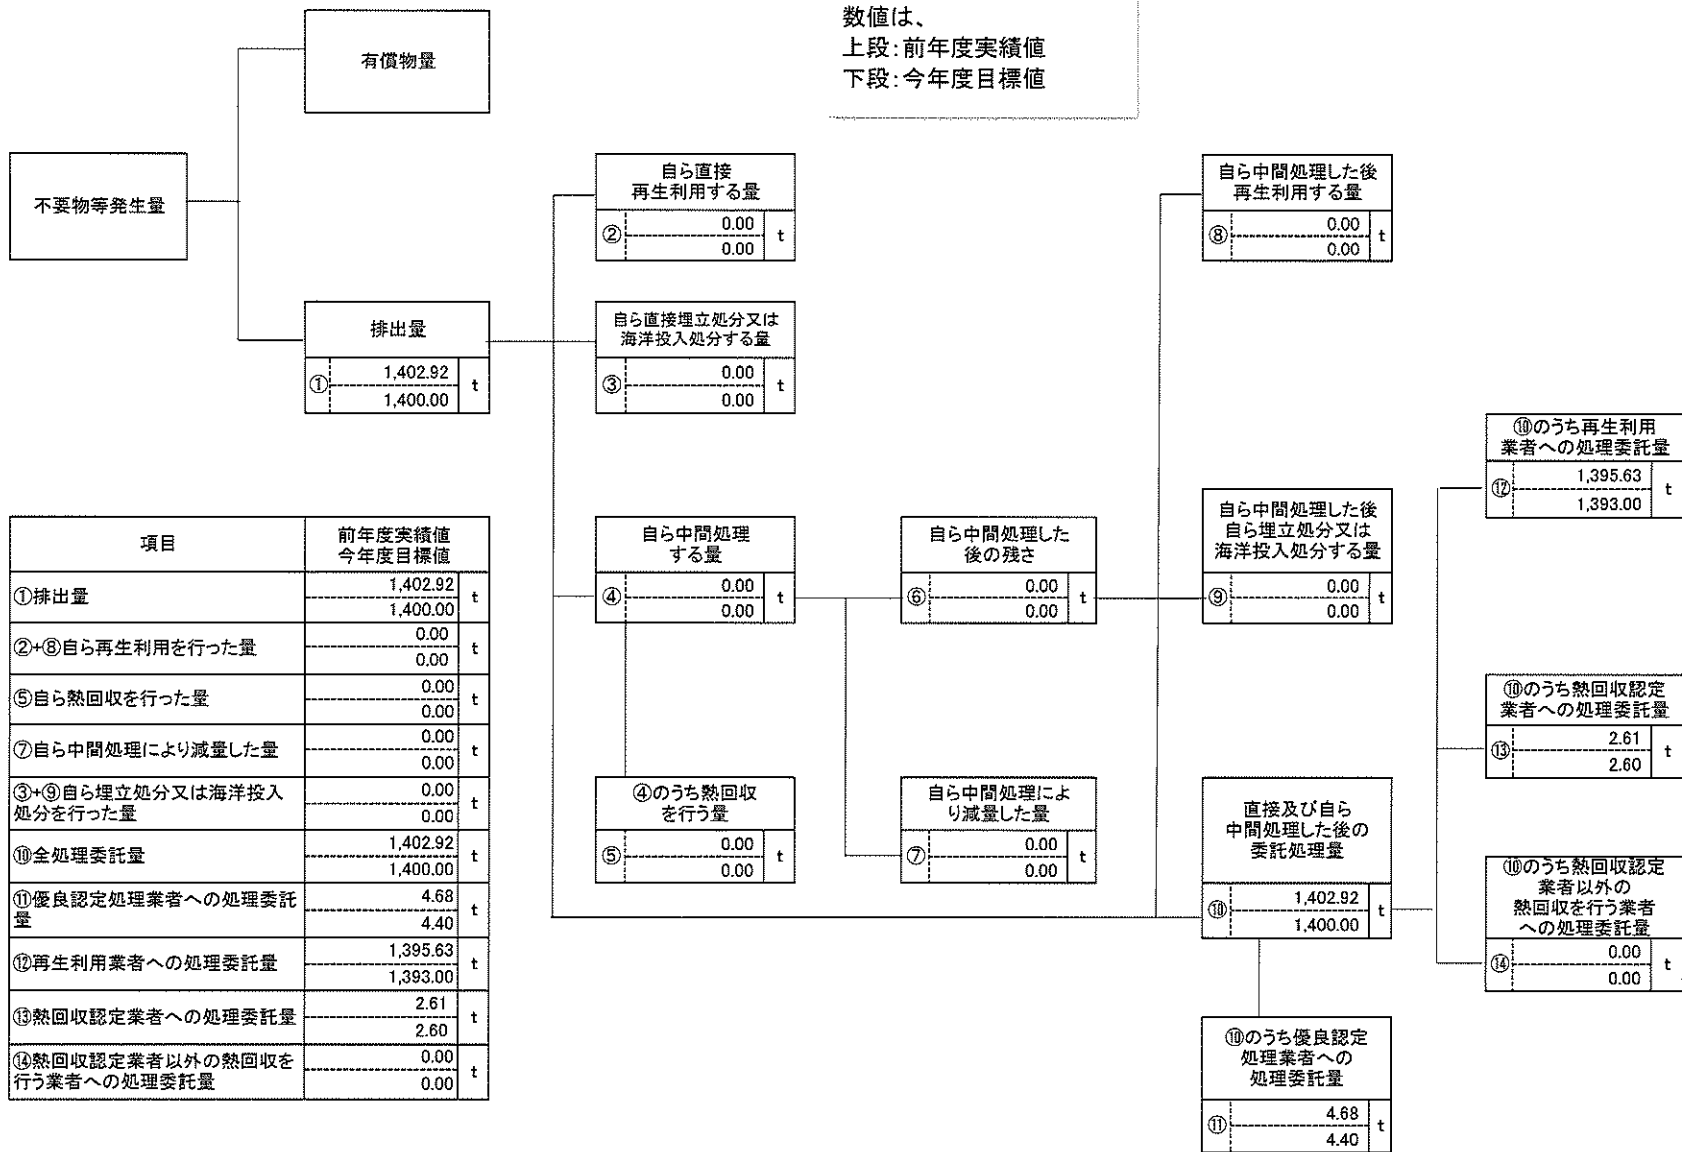 数値は、
上段:前年度実績値
下段:今年度目標値
有償物量
不要物等発生量
排出量
① 1,402.92 t
1,400.00
自ら直接
再生利用する量
② 0.00 t
0.00
自ら直接埋立処分又は
海洋投入処分する量
③ 0.00 t
0.00
自ら中間処理
する量
④ 0.00 t
0.00
④のうち熱回収
を行う量
⑤ 0.00 t
0.00
自ら中間処理した
後の残さ
⑥ 0.00 t
0.00
自ら中間処理によ
り減量した量
⑦ 0.00 t
0.00
自ら中間処理した後
再生利用する量
⑧ 0.00 t
0.00
自ら中間処理した後
自ら埋立処分又は
海洋投入処分する量
⑨ 0.00 t
0.00
直接及び自ら
中間処理した後の
委託処理量
⑩ 1,402.92 t
1,400.00
⑩のうち優良認定
処理業者への
処理委託量
⑪ 4.68 t
4.40
⑩のうち再生利用
業者への処理委託量
⑫ 1,395.63 t
1,393.00
⑩のうち熱回収認定
業者への処理委託量
⑬ 2.61 t
2.60
⑩のうち熱回収認定
業者以外の
熱回収を行う業者
への処理委託量
⑭ 0.00 t
0.00
項目 前年度実績値
今年度目標値
①排出量 1,402.92 t
1,400.00
②+⑧自ら再生利用を行った量 0.00 t
0.00
⑤自ら熱回収を行った量 0.00 t
0.00
⑦自ら中間処理により減量した量 0.00 t
0.00
③+⑨自ら埋立処分又は海洋投入 0.00 t
処分を行った量 0.00
⑩全処理委託量 1,402.92 t
1,400.00
⑪優良認定処理業者への処理委託 4.68 t
量 4.40
⑫再生利用業者への処理委託量 1,395.63 t
1,393.00
⑬熱回収認定業者への処理委託量 2.61 t
2.60
⑭熱回収認定業者以外の熱回収を 0.00 t
行う業者への処理委託量 0.00